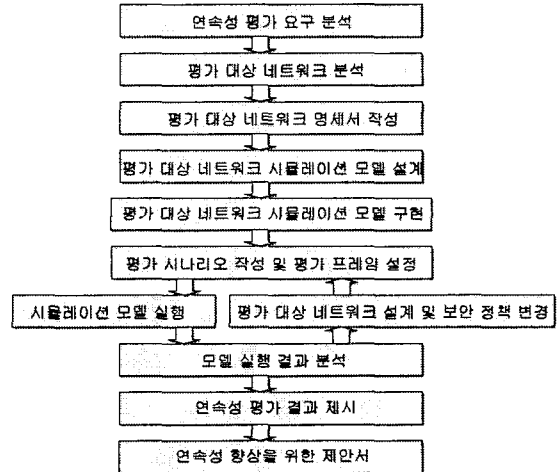 연속성 평가 요구 분석
평가 대상 네트워크 분석
평가 대상 네트워크 명세서 작성
평가 대상 네트워크 시뮬레이션 모델 설계
평가 대상 네트워크 시뮬레이션 모델 구현
평가 시나리오 작성 및 평가 프레임 설정
시뮬레이션 모델 실행
평가 대상 네트워크 설계 및 보안 정책 변경
모델 실행 결과 분석
연속성 평가 결과 제시
연속성 향상을 위한 제안서